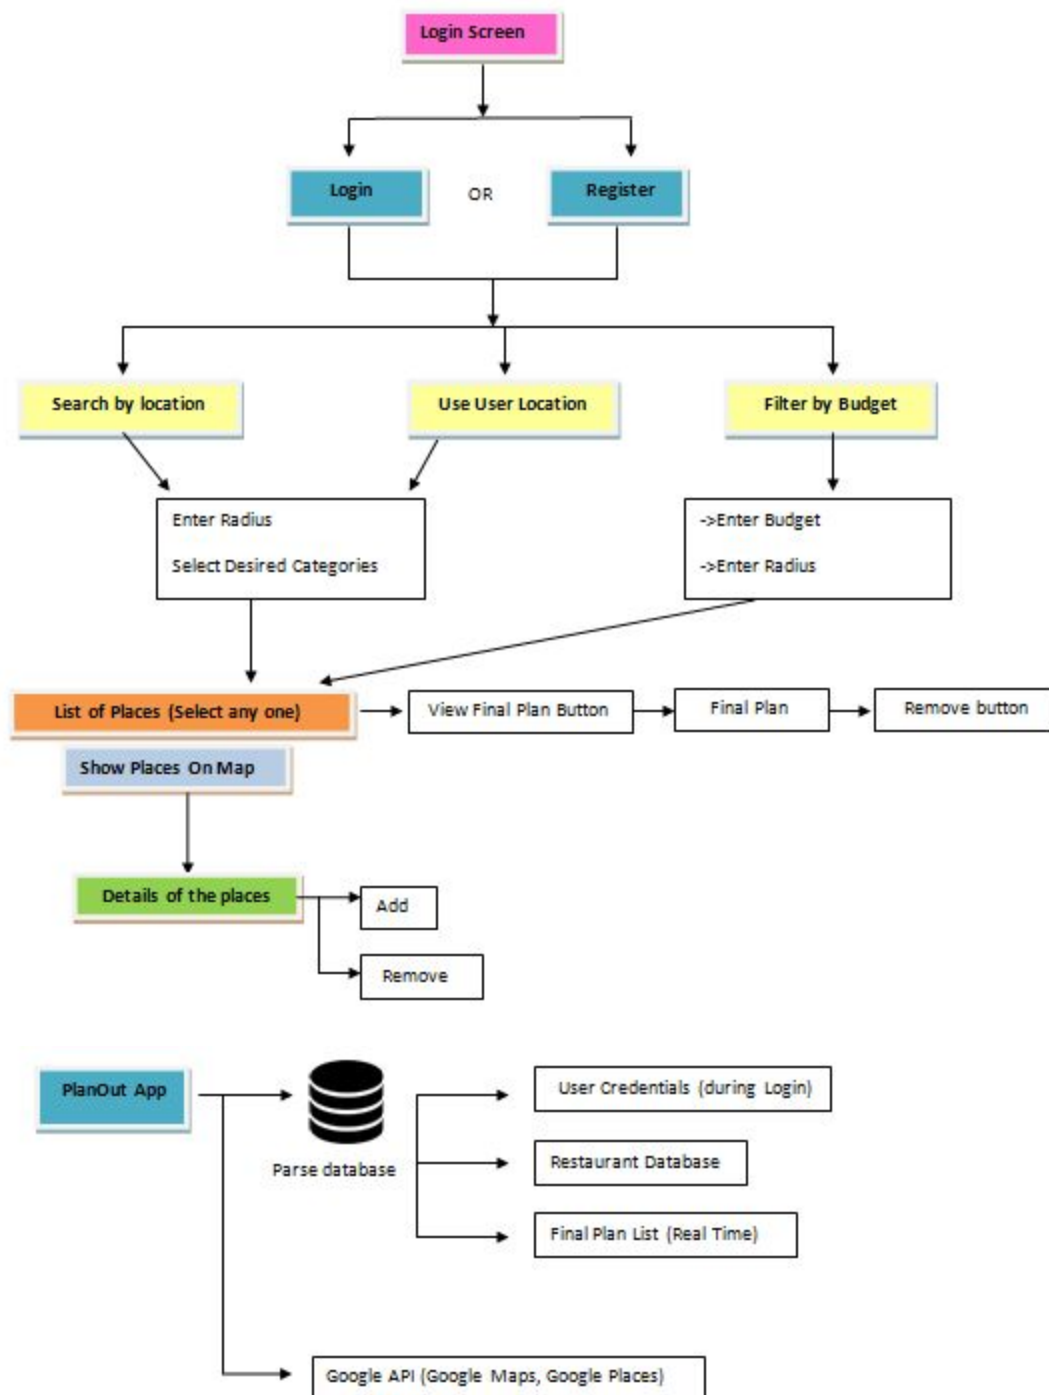 Login Screen
Login
OR
Register
Search by location
Use User Location
Filter by Budget
Enter Radius
Select Desired Categories
->Enter Budget
->Enter Radius
List of Places (Select any one)
View Final Plan Button
Final Plan
Remove button
Show Places On Map
Details of the places
Add
Remove
PlanOut App
Parse database
User Credentials (during Login)
Restaurant Database
Final Plan List (Real Time)
Google API (Google Maps, Google Places)